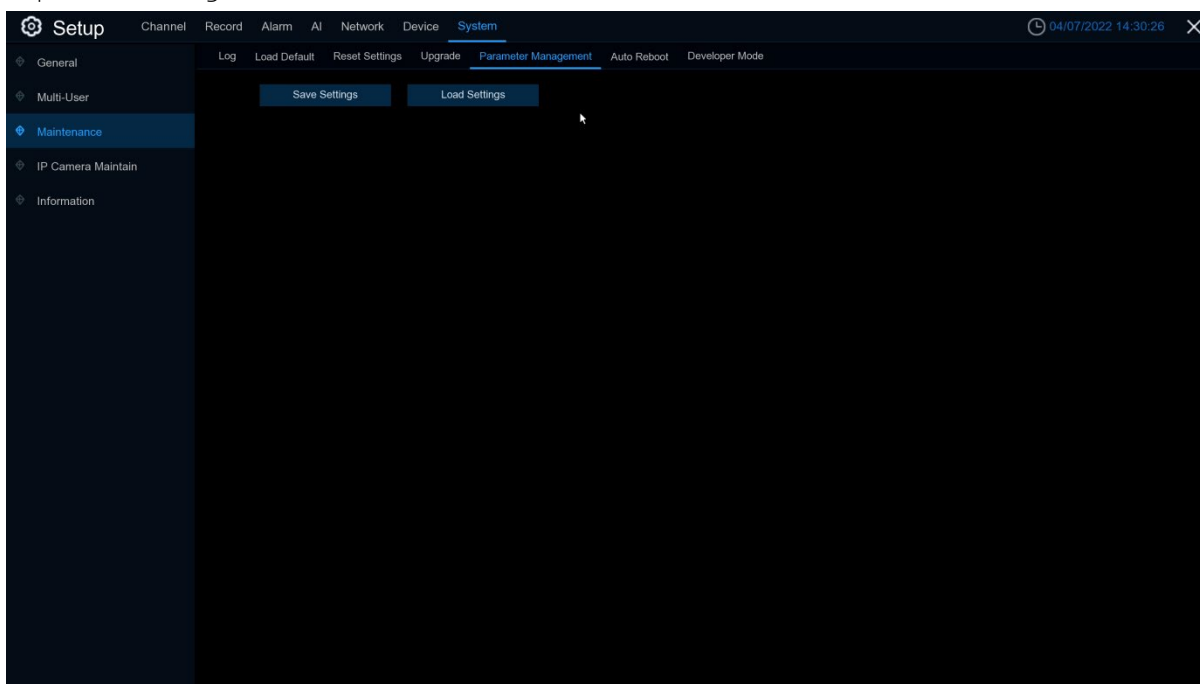 Setup Channel Record Alarm AI Network Device System 04/07/2022 14:30:26
General
Multi-User
Maintenance
IP Camera Maintain
Information
Log Load Default Reset Settings Upgrade Parameter Management Auto Reboot Developer Mode
Save Settings Load Settings